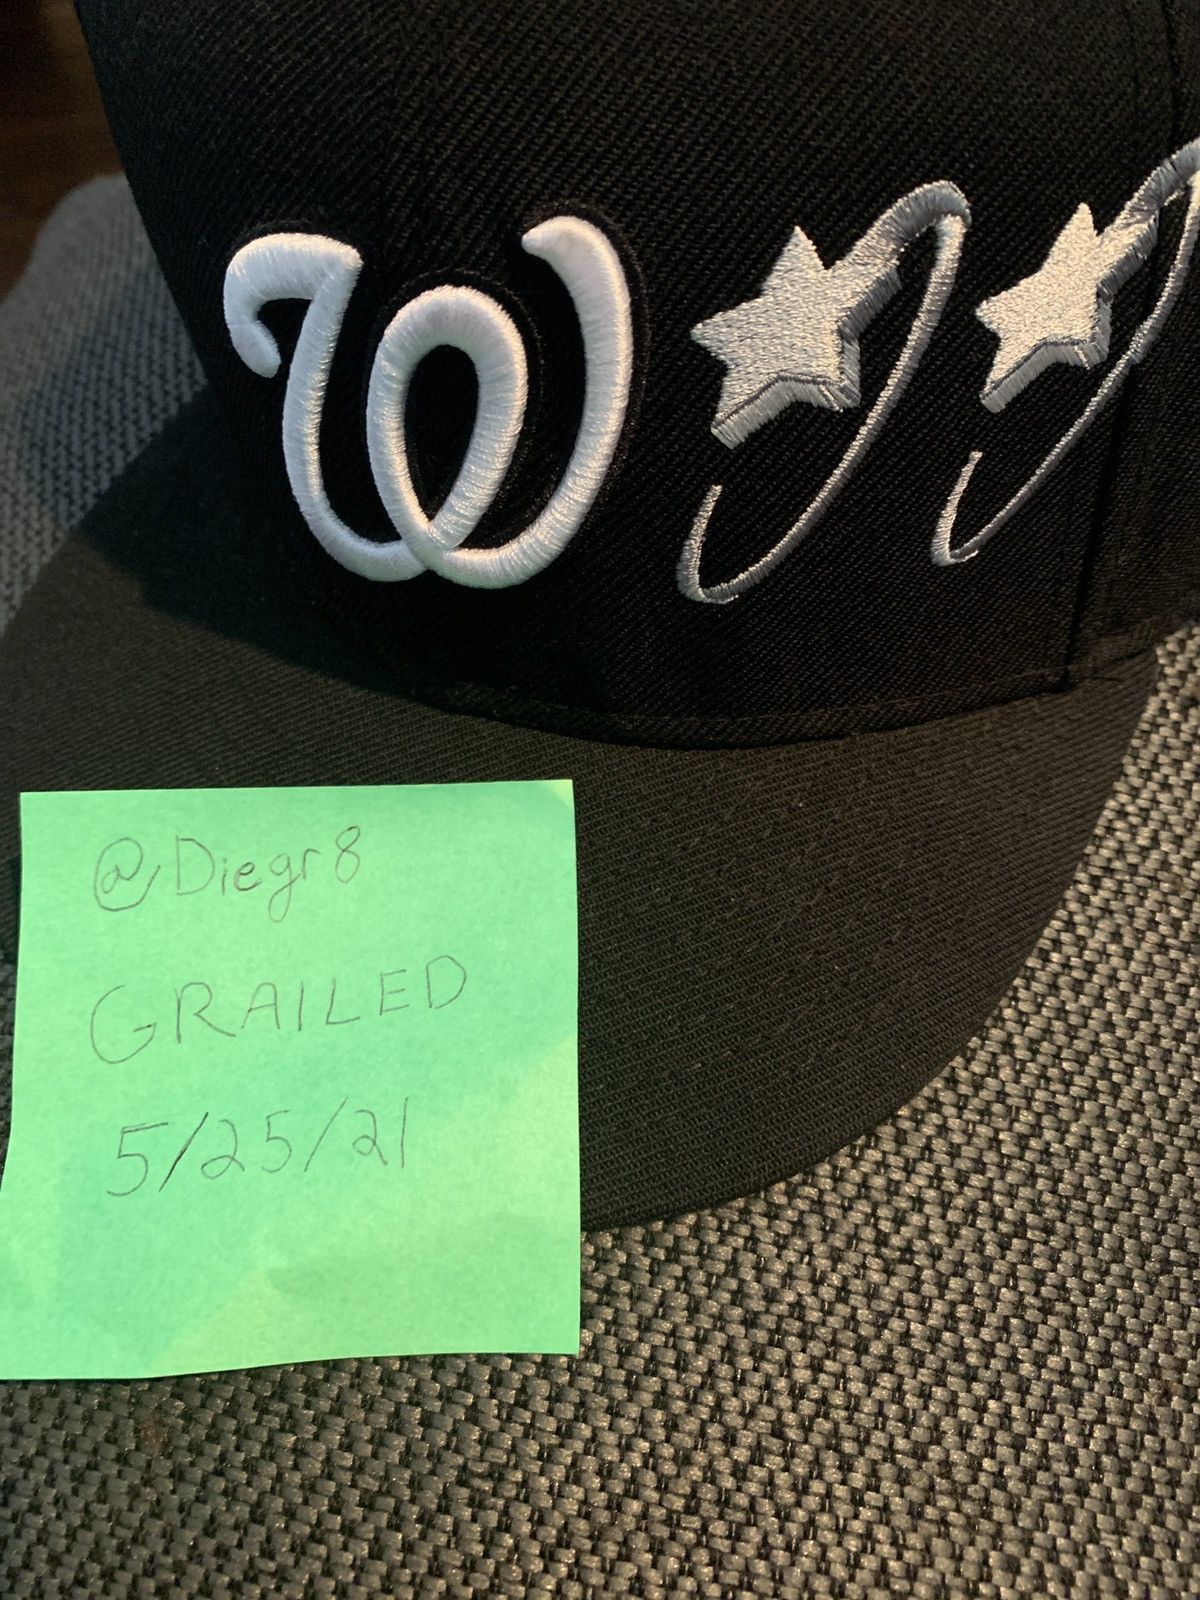 W
@Diegr8
GRAILED
5/25/21